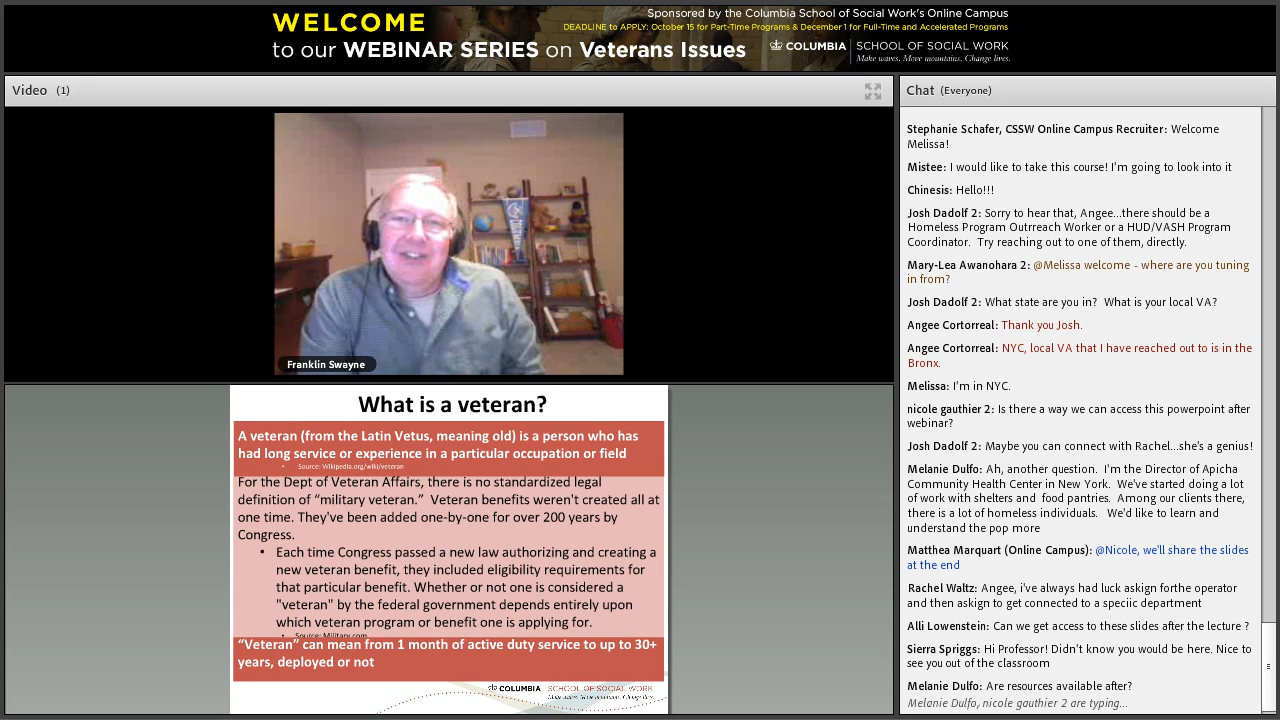 WELCOME
to our WEBINAR SERIES on Veterans Issues
Sponsored by the Columbia School of Social Work's Online Campus
DEADLINE to APPLY: October 15 for Part-Time Programs & December 1 for Full-Time and Accelerated Programs
COLUMBIA SCHOOL OF SOCIAL WORK
Make waves. Move mountains. Change lives.
Video (1)
Franklin Swayne
What is a veteran?
A veteran (from the Latin Vetus, meaning old) is a person who has
had long service or experience in a particular occupation or field
• Source: Wikipedia.org/wiki/veteran
For the Dept of Veteran Affairs, there is no standardized legal
definition of “military veteran.” Veteran benefits weren't created all at
one time. They've been added one-by-one for over 200 years by
Congress.
• Each time Congress passed a new law authorizing and creating a
new veteran benefit, they included eligibility requirements for
that particular benefit. Whether or not one is considered a
"veteran" by the federal government depends entirely upon
which veteran program or benefit one is applying for.
• Source: Military.com
“Veteran” can mean from 1 month of active duty service to up to 30+
years, deployed or not
COLUMBIA SCHOOL OF SOCIAL WORK
Make waves. Move mountains. Change lives.
Chat (Everyone)
Stephanie Schafer, CSSW Online Campus Recruiter: Welcome
Melissa!
Mistee: I would like to take this course! I'm going to look into it
Chinesis: Hello!!!
Josh Dadolf 2: Sorry to hear that, Angee...there should be a
Homeless Program Outrreach Worker or a HUD/VASH Program
Coordinator. Try reaching out to one of them, directly.
Mary-Lea Awanohara 2: @Melissa welcome - where are you tuning
in from?
Josh Dadolf 2: What state are you in? What is your local VA?
Angee Cortorreal: Thank you Josh.
Angee Cortorreal: NYC, local VA that I have reached out to is in the
Bronx.
Melissa: I'm in NYC.
nicole gauthier 2: Is there a way we can access this powerpoint after
webinar?
Josh Dadolf 2: Maybe you can connect with Rachel...she's a genius!
Melanie Dulfo: Ah, another question. I'm the Director of Apicha
Community Health Center in New York. We've started doing a lot
of work with shelters and food pantries. Among our clients there,
there is a lot of homeless individuals. We'd like to learn and
understand the pop more
Matthea Marquart (Online Campus): @Nicole, we'll share the slides
at the end
Rachel Waltz: Angee, i've always had luck askign forthe operator
and then askign to get connected to a speciic department
Alli Lowenstein: Can we get access to these slides after the lecture ?
Sierra Spriggs: Hi Professor! Didn't know you would be here. Nice to
see you out of the classroom
Melanie Dulfo: Are resources available after?
Melanie Dulfo, nicole gauthier 2 are typing...